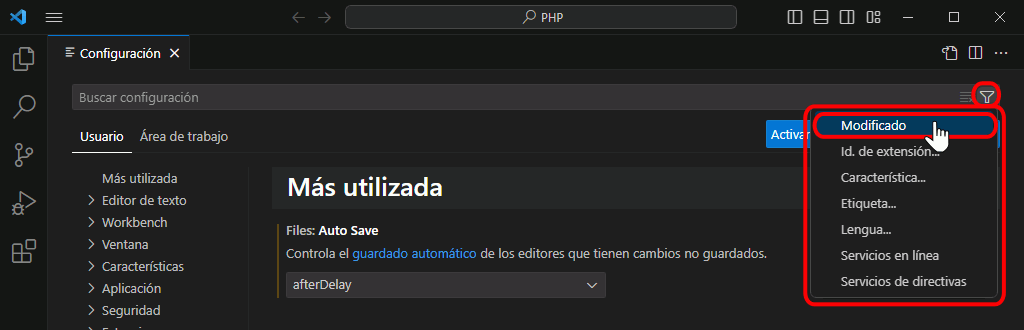 PHP
Configuración
Buscar configuración
Usuario
Área de trabajo
Activar
Modificado
Id. de extensión...
Característica...
Etiqueta...
Lengua...
Servicios en línea
Servicios de directivas
Más utilizada
Editor de texto
Workbench
Ventana
Características
Aplicación
Seguridad
Más utilizada
Files: Auto Save
Controla el guardado automático de los editores que tienen cambios no guardados.
afterDelay